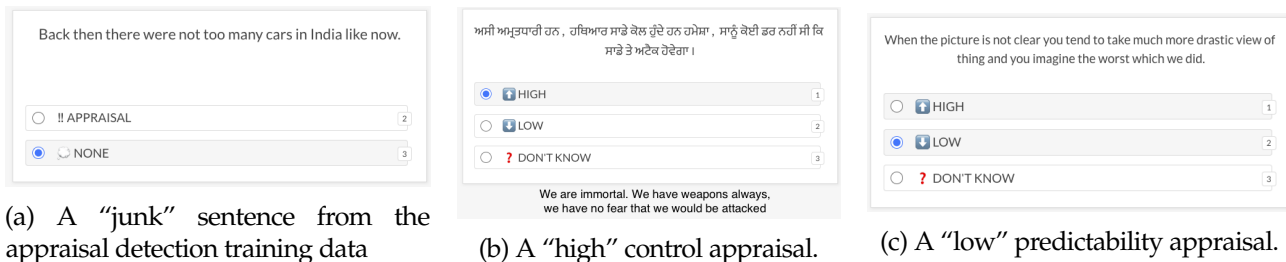 Back then there were not too many cars in India like now.
‼ APPRAISAL 2
💭 NONE 3
(a) A “junk” sentence from the
appraisal detection training data
ਅਸੀ ਅਮ੍ਰਤਧਾਰੀ ਹਨ , ਹਥਿਆਰ ਸਾਡੇ ਕੋਲ ਹੁੰਦੇ ਹਨ ਹਮੇਸ਼ਾ , ਸਾਨੂੰ ਕੋਈ ਡਰ ਨਹੀਂ ਸੀ ਕਿ
ਸਾਡੇ ਤੇ ਅਟੈਕ ਹੋਵੇਗਾ ।
⬆️ HIGH 1
⬇️ LOW 2
❓ DON'T KNOW 3
We are immortal. We have weapons always,
we have no fear that we would be attacked
(b) A “high” control appraisal.
When the picture is not clear you tend to take much more drastic view of
thing and you imagine the worst which we did.
⬆️ HIGH 1
⬇️ LOW 2
❓ DON'T KNOW 3
(c) A “low” predictability appraisal.